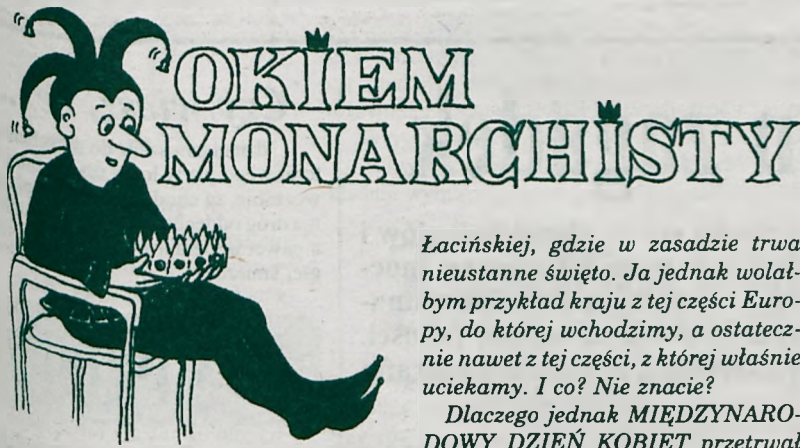 OKIEM
MONARCHISTY
Łacińskiej, gdzie w zasadzie trwa
nieustanne święto. Ja jednak wolał-
bym przykład kraju z tej części Euro-
py, do której wchodzimy, a ostatecz-
nie nawet z tej części, z której właśnie
uciekamy. I co? Nie znacie?
Dlaczego jednak MIĘDZYNARO-
DOWY DZIEŃ KOBIET przetrwał